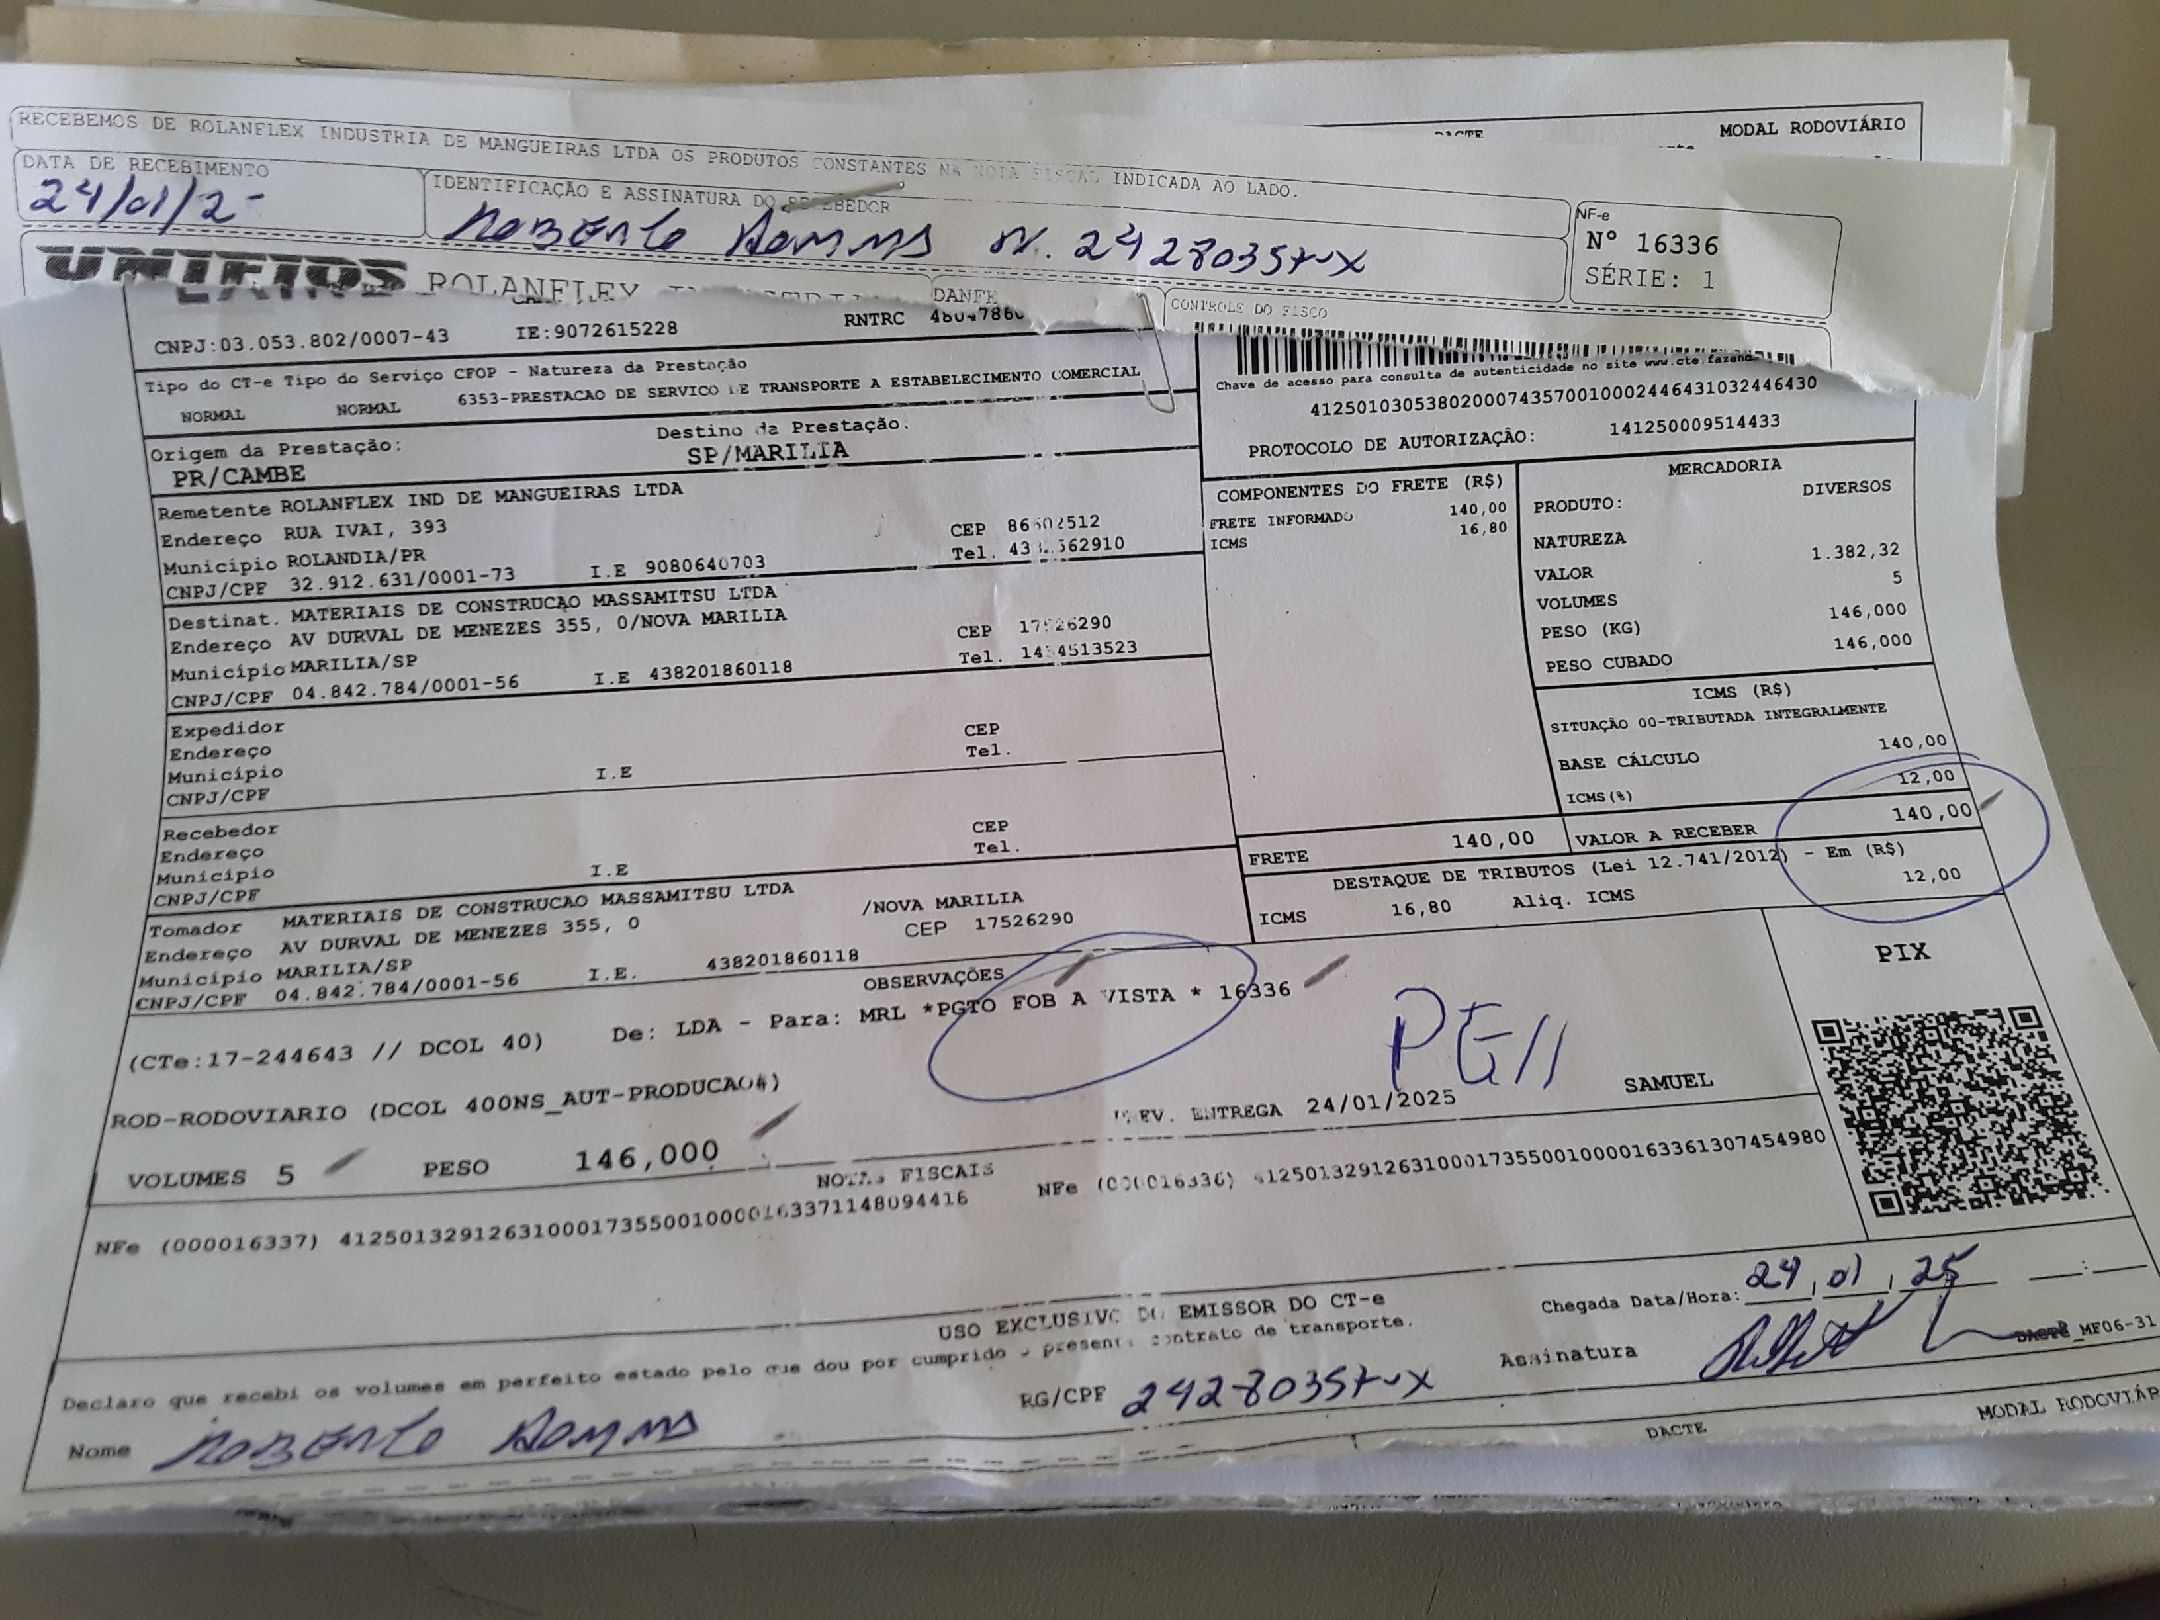 DACTE MODAL RODOVIÁRIO
RECEBEMOS DE ROLANFLEX INDUSTRIA DE MANGUEIRAS LTDA OS PRODUTOS CONSTANTES NA NOTA FISCAL INDICADA AO LADO.
DATA DE RECEBIMENTO
24/01/2
IDENTIFICAÇÃO E ASSINATURA DO RECEBEDOR
NF-e
Nº 16336
SÉRIE: 1
UNIFIOS ROLANFLEX
DANFE
CONTROLE DO FISCO
CNPJ:03.053.802/0007-43 IE:9072615228 RNTRC
Tipo do CT-e Tipo do Serviço CFOP - Natureza da Prestação
NORMAL NORMAL 6353-PRESTACAO DE SERVICO DE TRANSPORTE A ESTABELECIMENTO COMERCIAL
Chave de acesso para consulta de autenticidade no site www.cte.fazenda
41250103053802000743570010002446431032446430
PROTOCOLO DE AUTORIZAÇÃO: 141250009514433
Origem da Prestação: Destino da Prestação:
PR/CAMBE SP/MARILIA
Remetente ROLANFLEX IND DE MANGUEIRAS LTDA
Endereço RUA IVAI, 393 CEP
Município ROLANDIA/PR Tel.
CNPJ/CPF 32.912.631/0001-73 I.E 9080640703
Destinat. MATERIAIS DE CONSTRUCAO MASSAMITSU LTDA
Endereço AV DURVAL DE MENEZES 355, 0/NOVA MARILIA CEP 17526290
Município MARILIA/SP Tel.
CNPJ/CPF 04.842.784/0001-56 I.E 438201860118
Expedidor CEP
Endereço Tel.
Município I.E
CNPJ/CPF
Recebedor CEP
Endereço Tel.
Município I.E
CNPJ/CPF
Tomador MATERIAIS DE CONSTRUCAO MASSAMITSU LTDA
Endereço AV DURVAL DE MENEZES 355, 0 /NOVA MARILIA
Município MARILIA/SP CEP 17526290
CNPJ/CPF 04.842.784/0001-56 I.E. 438201860118
COMPONENTES DO FRETE (R$)
FRETE INFORMADO 140,00
ICMS 16,80
MERCADORIA
PRODUTO: DIVERSOS
NATUREZA
VALOR 1.382,32
VOLUMES 5
PESO (KG) 146,000
PESO CUBADO 146,000
ICMS (R$)
SITUAÇÃO 00-TRIBUTADA INTEGRALMENTE
BASE CÁLCULO 140,00
ICMS(%) 12,00
FRETE 140,00 VALOR A RECEBER 140,00
DESTAQUE DE TRIBUTOS (Lei 12.741/2012) - Em (R$)
ICMS 16,80 Aliq. ICMS 12,00
OBSERVAÇÕES
(CTe:17-244643 // DCOL 40) De: LDA - Para: MRL *PGTO FOB A VISTA * 16336
PIX
ROD-RODOVIARIO (DCOL 400NS_AUT-PRODUCAO#)
PREV. ENTREGA 24/01/2025 SAMUEL
VOLUMES 5 PESO 146,000
NOTAS FISCAIS
NFe (000016337) NFe (000016336) 41250132912631000173550010000163361307454980
USO EXCLUSIVO DO EMISSOR DO CT-e
Declaro que recebi os volumes em perfeito estado pelo que dou por cumprido o presente contrato de transporte.
Chegada Data/Hora: 24 01 25
Nome RG/CPF Assinatura
DACTE_MF06-31
DACTE MODAL RODOVIÁR